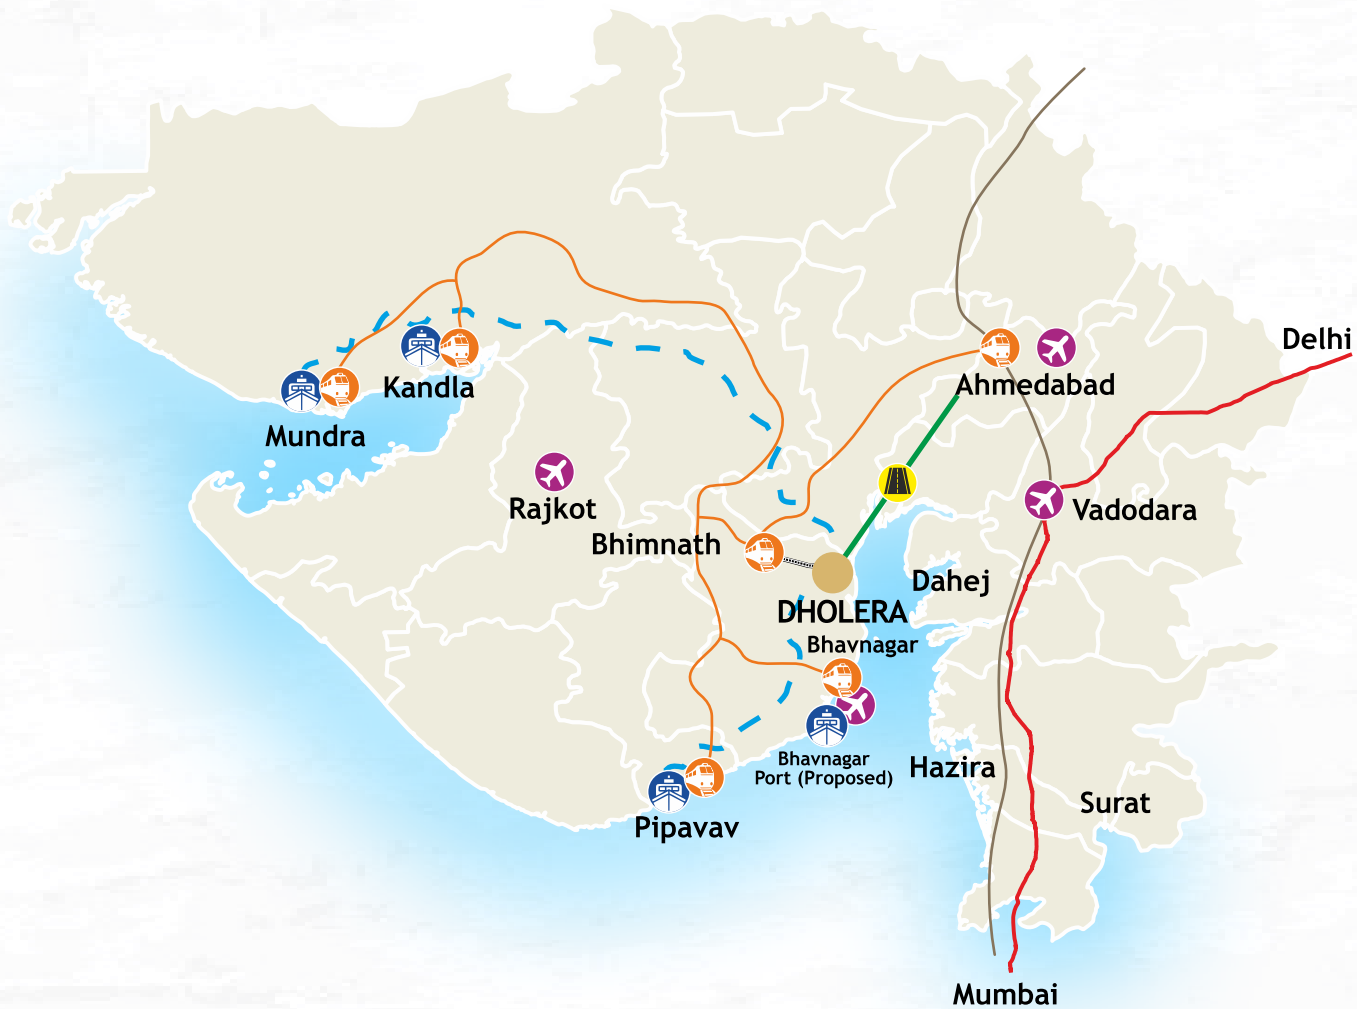 Delhi
Ahmedabad
Kandla
Mundra
Rajkot
Vadodara
Bhimnath
Dahej
DHOLERA
Bhavnagar
Bhavnagar
Port (Proposed)
Hazira
Surat
Pipavav
Mumbai